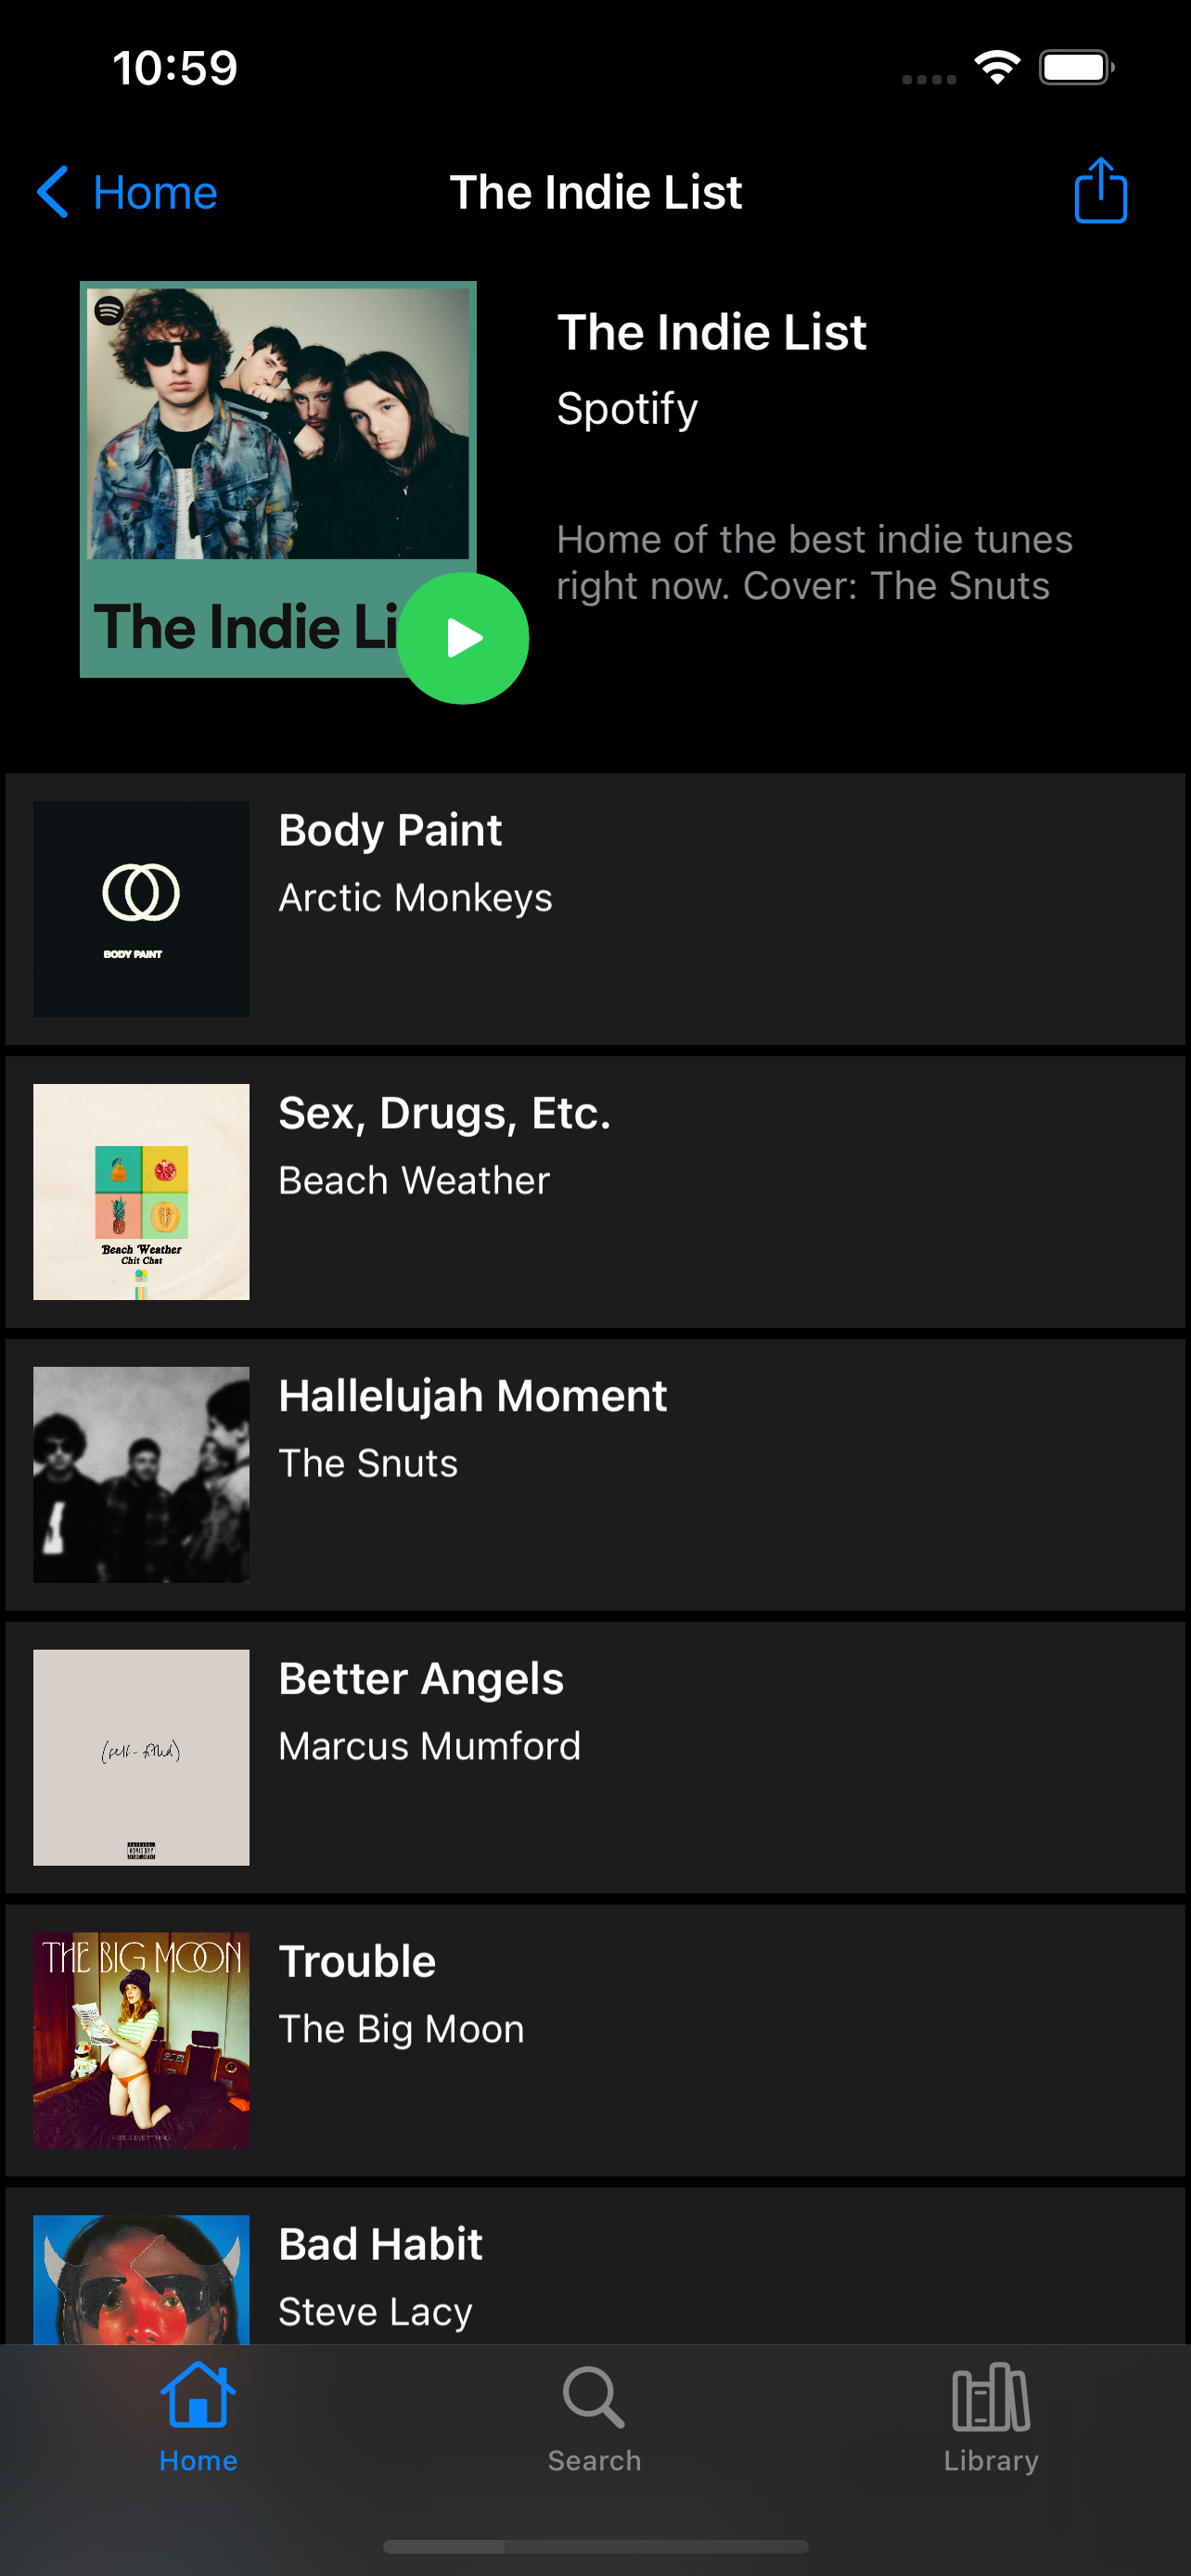 10:59
Home
The Indie List
The Indie List
Spotify
Home of the best indie tunes
right now. Cover: The Snuts
The Indie Li
Body Paint
Arctic Monkeys
BODY PAINT
Sex, Drugs, Etc.
Beach Weather
Beach Weather
Chit Chat
Hallelujah Moment
The Snuts
Better Angels
Marcus Mumford
(self-titled)
THE BIG MOON
Trouble
The Big Moon
HERE IS EVERYTHING
Bad Habit
Steve Lacy
Home
Search
Library